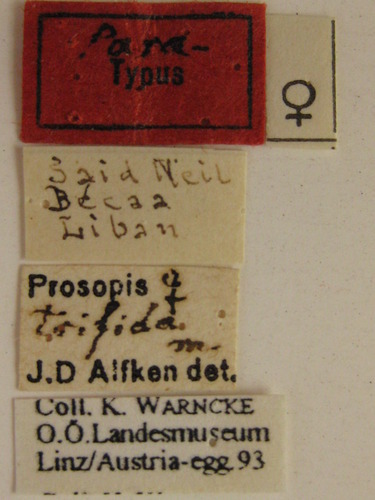 Para-
Typus
♀
Said Neil
Becaa
Liban
Prosopis ♀
trifida
m.
J.D Alfken det.
Coll. K. WARNCKE
O.Ö.Landesmuseum
Linz/Austria-egg.93